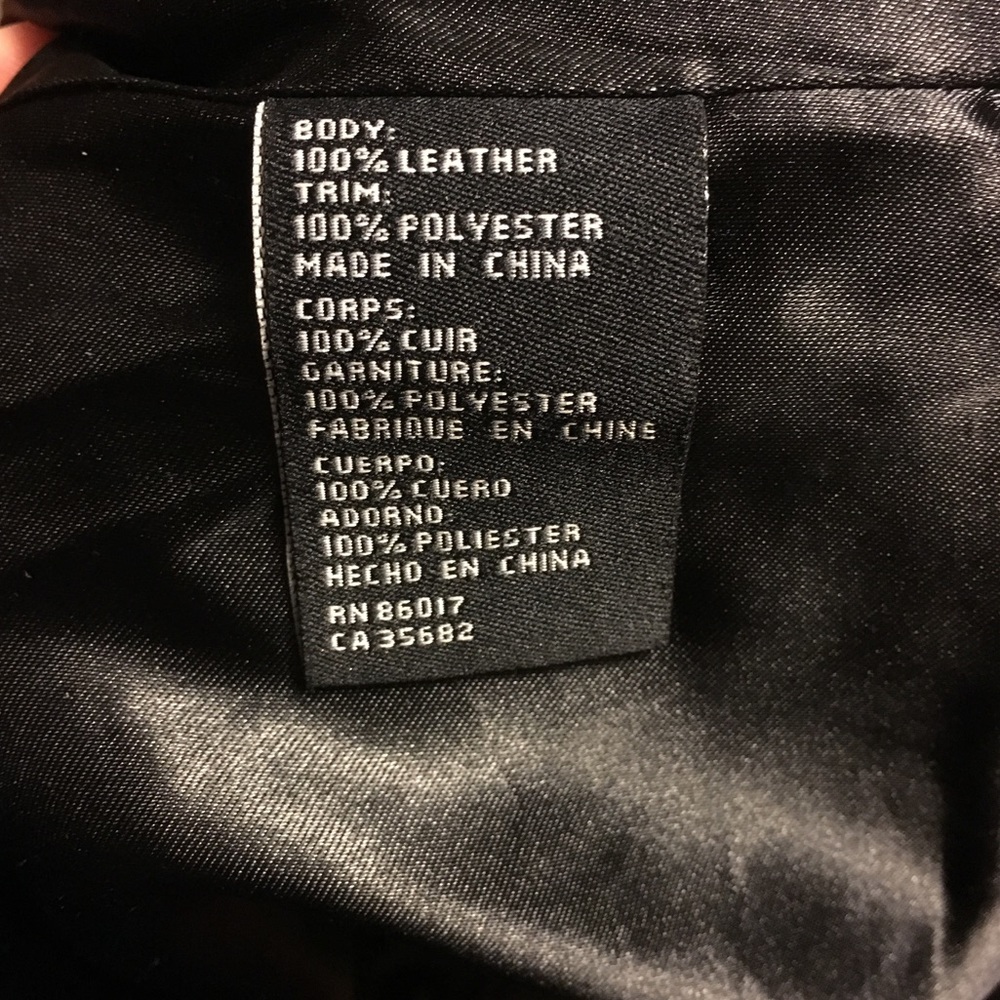 BODY:
100% LEATHER
TRIM:
100% POLYESTER
MADE IN CHINA
CORPS:
100% CUIR
GARNITURE:
100% POLYESTER
FABRIQUE EN CHINE
CUERPO:
100% CUERO
ADORNO:
100% POLIESTER
HECHO EN CHINA
RN 86017
CA 35682